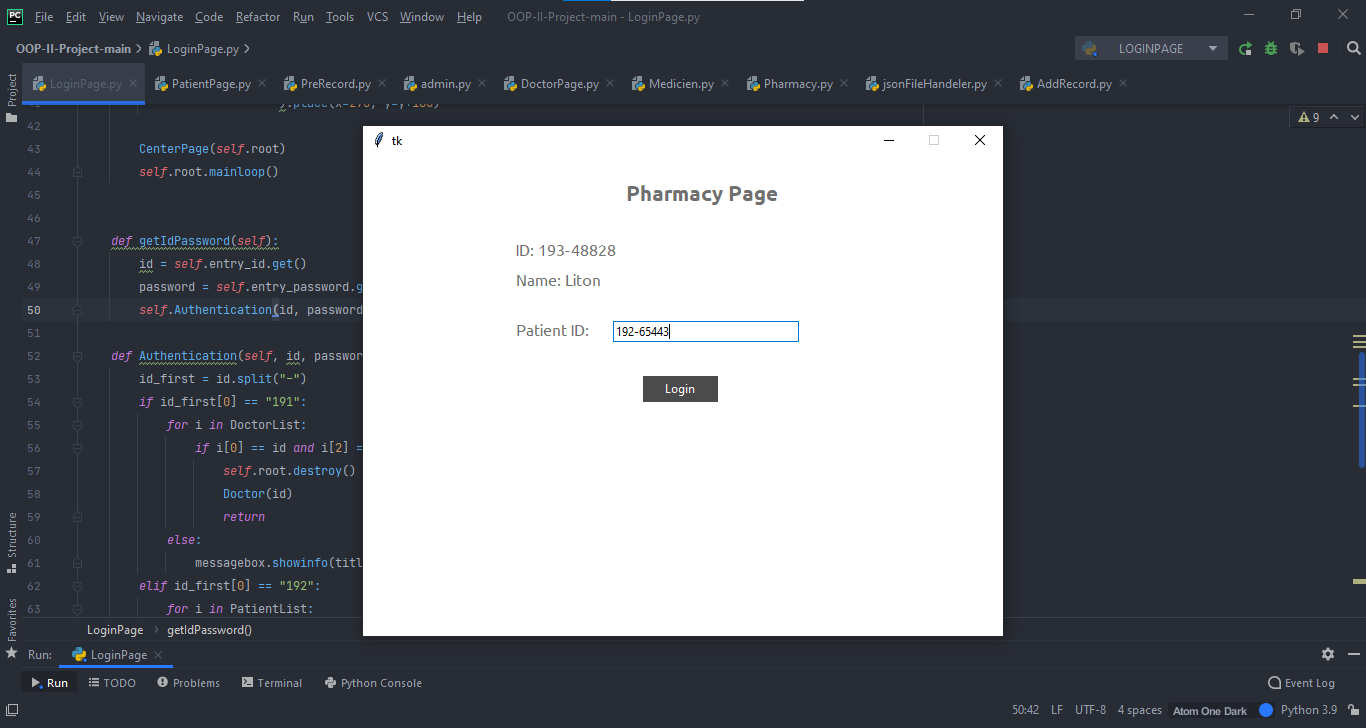 PC File Edit View Navigate Code Refactor Run Tools VCS Window Help OOP-II-Project-main - LoginPage.py
OOP-II-Project-main LoginPage.py LOGINPAGE
LoginPage.py PatientPage.py PreRecord.py admin.py DoctorPage.py Medicien.py Pharmacy.py jsonFileHandeler.py AddRecord.py
Project
42
43 CenterPage(self.root)
44 self.root.mainloop()
45
46
47 def getIdPassword(self):
48 id = self.entry_id.get()
49 password = self.entry_password.g
50 self.Authentication(id, password
51
52 def Authentication(self, id, passwor
53 id_first = id.split("-")
54 if id_first[0] == "191":
55 for i in DoctorList:
56 if i[0] == id and i[2] =
57 self.root.destroy()
58 Doctor(id)
59 return
60 else:
61 messagebox.showinfo(titl
62 elif id_first[0] == "192":
63 for i in PatientList:
9
tk
Pharmacy Page
ID: 193-48828
Name: Liton
Patient ID: 192-65443
Login
Structure
Favorites
LoginPage getIdPassword()
Run: LoginPage
Run TODO Problems Terminal Python Console Event Log
50:42 LF UTF-8 4 spaces Atom One Dark Python 3.9